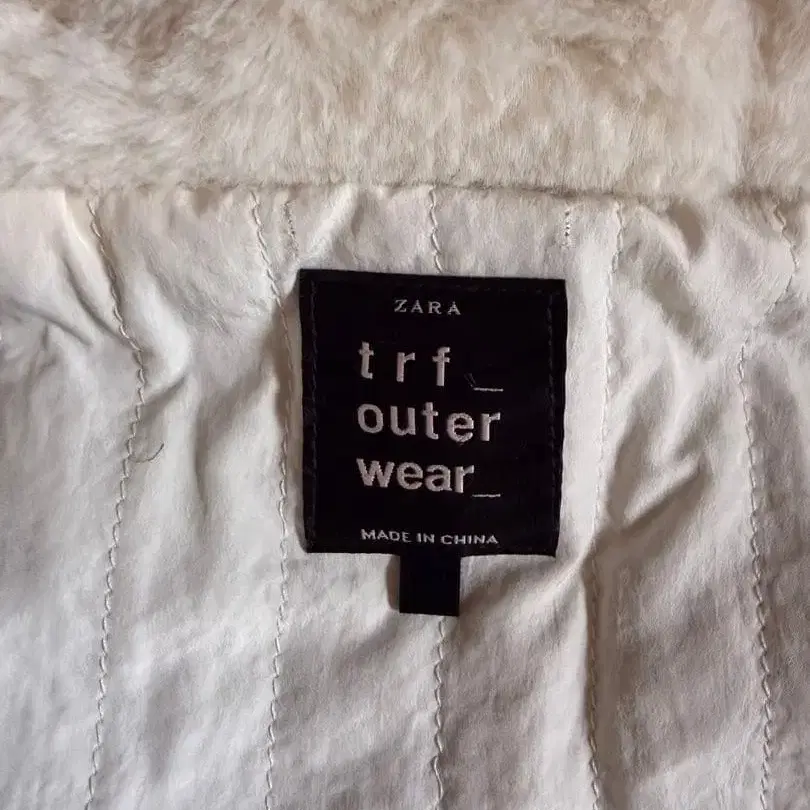 ZARA
trf_
outer
wear_
MADE IN CHINA